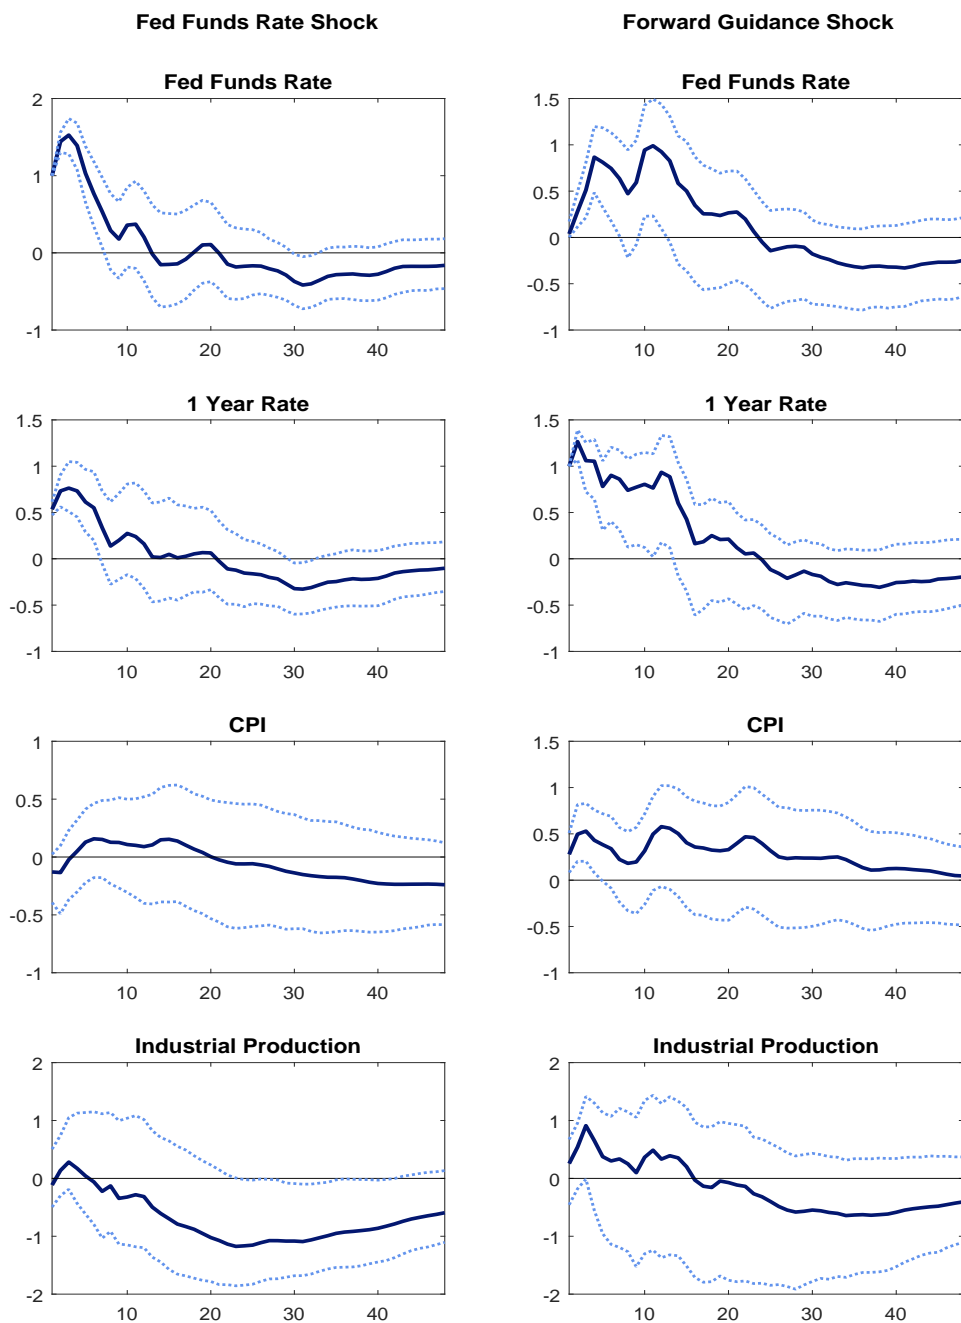 Fed Funds Rate Shock
Forward Guidance Shock
Fed Funds Rate
2
1
0
-1
10 20 30 40
Fed Funds Rate
1.5
1
0.5
0
-0.5
-1
10 20 30 40
1 Year Rate
1.5
1
0.5
0
-0.5
-1
10 20 30 40
1 Year Rate
1.5
1
0.5
0
-0.5
-1
10 20 30 40
CPI
1
0.5
0
-0.5
-1
10 20 30 40
CPI
1.5
1
0.5
0
-0.5
-1
10 20 30 40
Industrial Production
2
1
0
-1
-2
10 20 30 40
Industrial Production
2
1
0
-1
-2
10 20 30 40